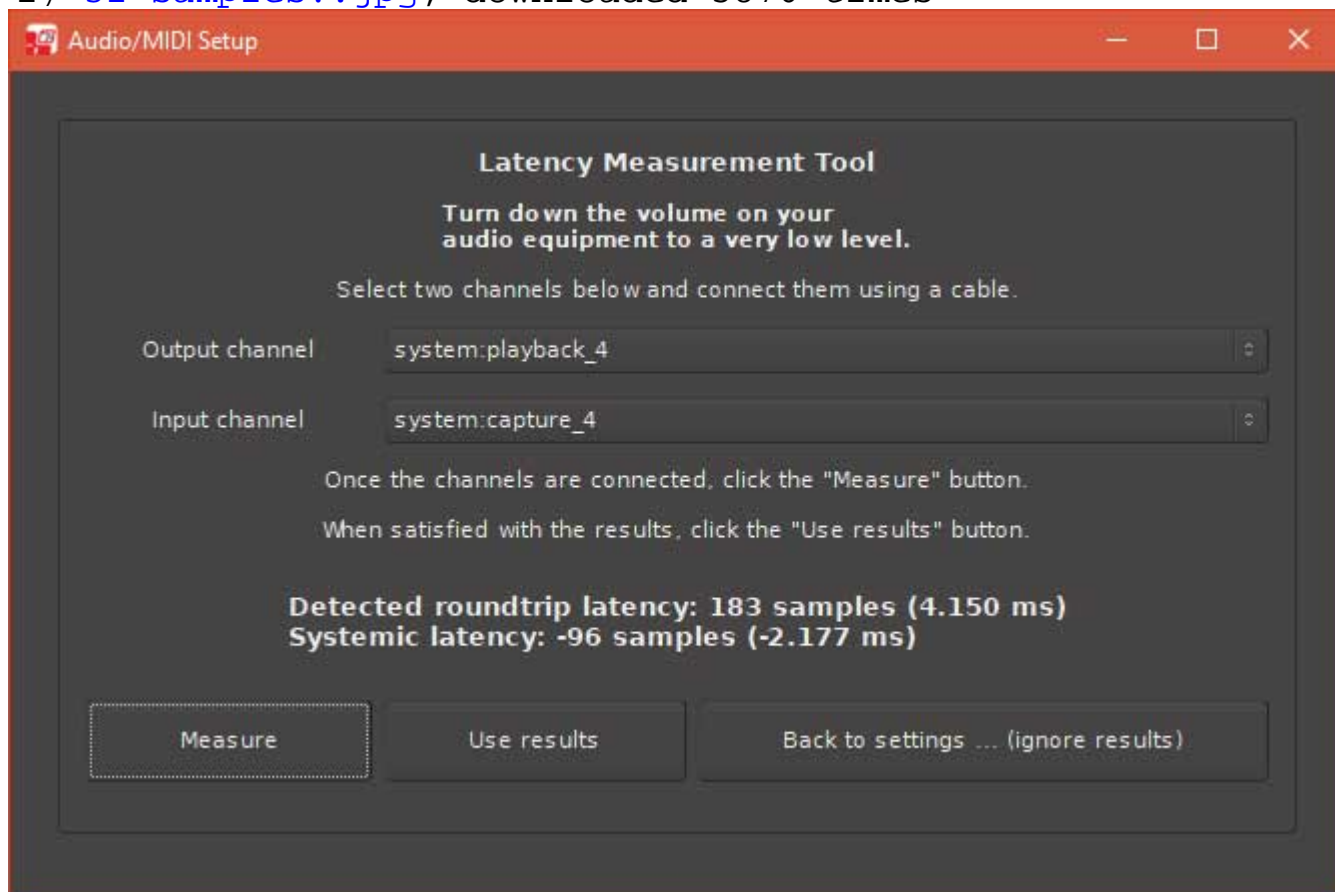 Audio/MIDI Setup
Latency Measurement Tool
Turn down the volume on your
audio equipment to a very low level.
Select two channels below and connect them using a cable.
Output channel system:playback_4
Input channel system:capture_4
Once the channels are connected, click the "Measure" button.
When satisfied with the results, click the "Use results" button.
Detected roundtrip latency: 183 samples (4.150 ms)
Systemic latency: -96 samples (-2.177 ms)
Measure Use results Back to settings ... (ignore results)